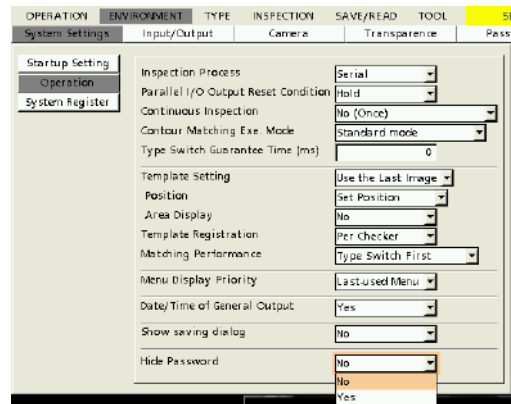 OPERATION ENVIRONMENT TYPE INSPECTION SAVE/READ TOOL
System Settings Input/Output Camera Transparence Pass
Startup Setting
Operation
System Register
Inspection Process Serial
Parallel I/O Output Reset Condition Hold
Continuous Inspection No (Once)
Contour Matching Exe. Mode Standard mode
Type Switch Guarantee Time (ms) 0
Template Setting Use the Last Image
Position Set Position
Area Display No
Template Registration Per Checker
Matching Performance Type Switch First
Menu Display Priority Last-used Menu
Date/Time of General Output Yes
Show saving dialog No
Hide Password No
No
Yes